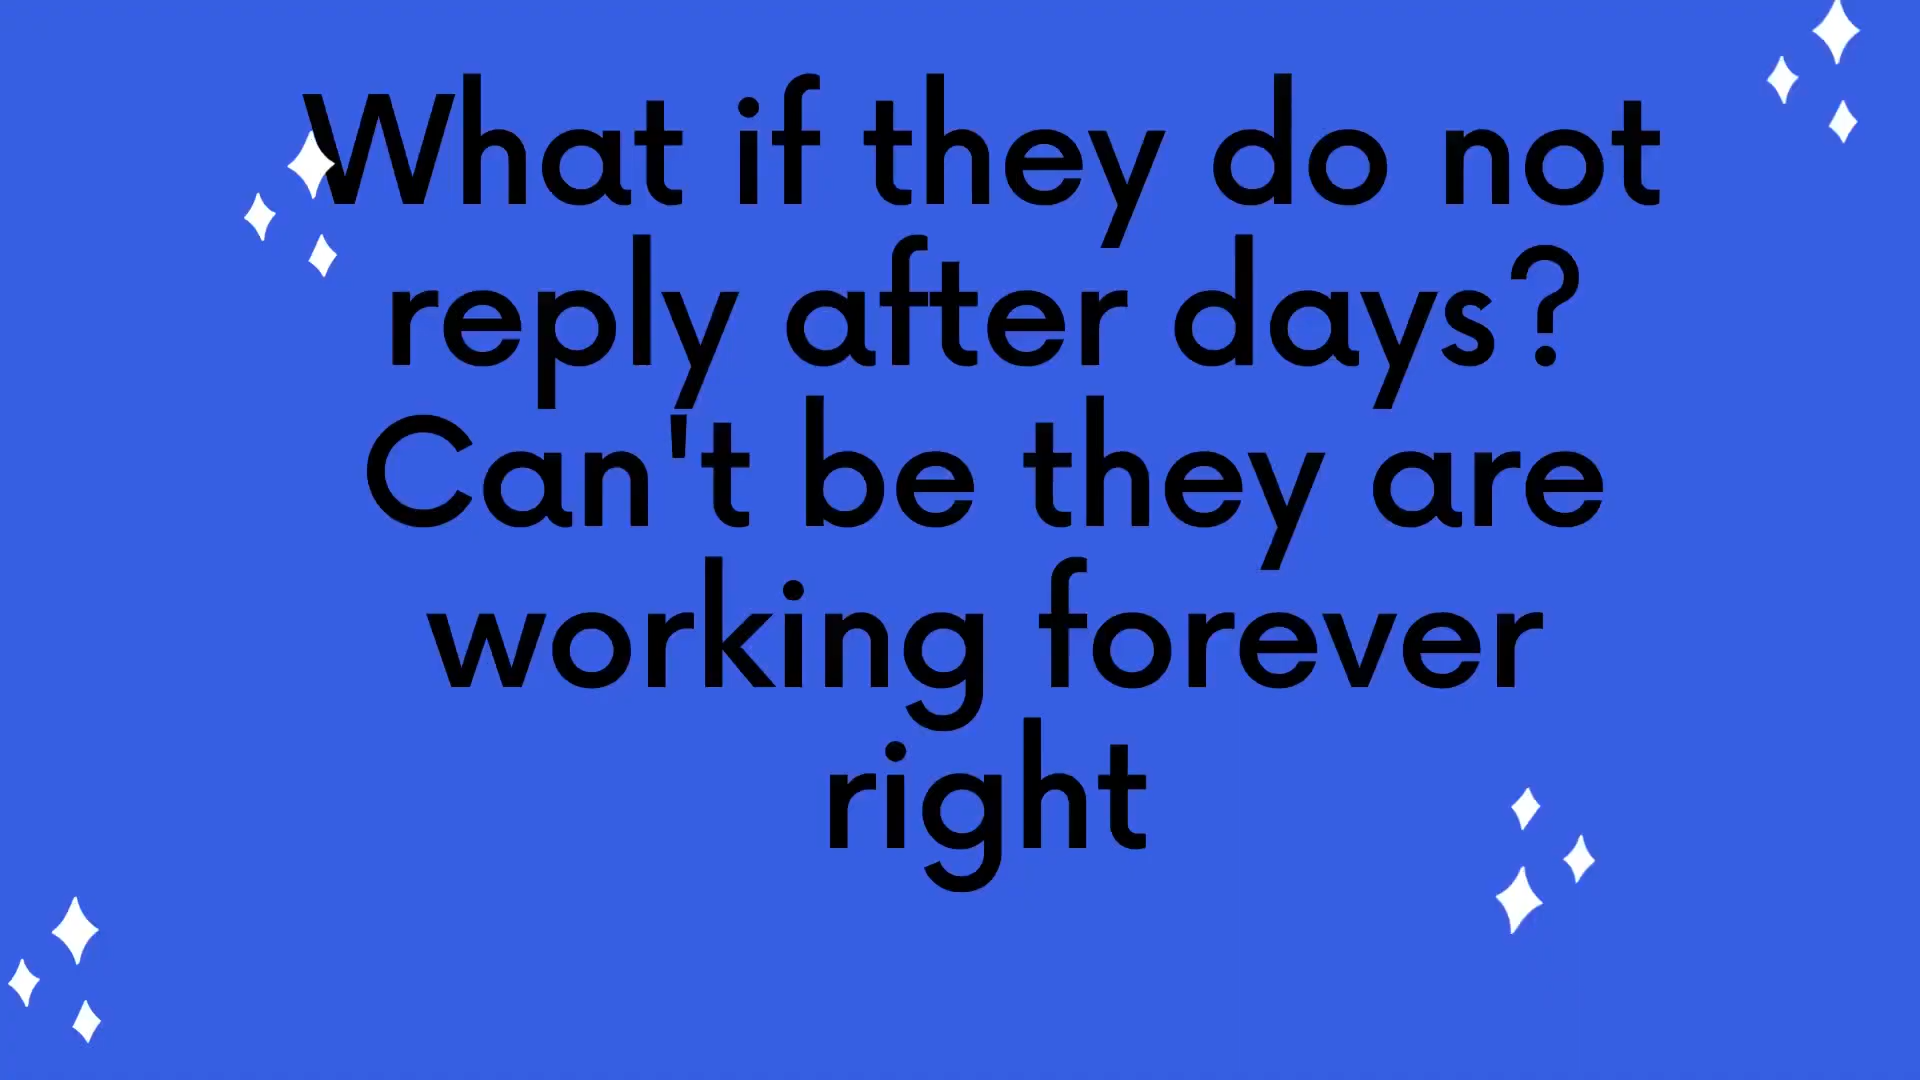 What if they do not
reply after days?
Can't be they are
working forever
right